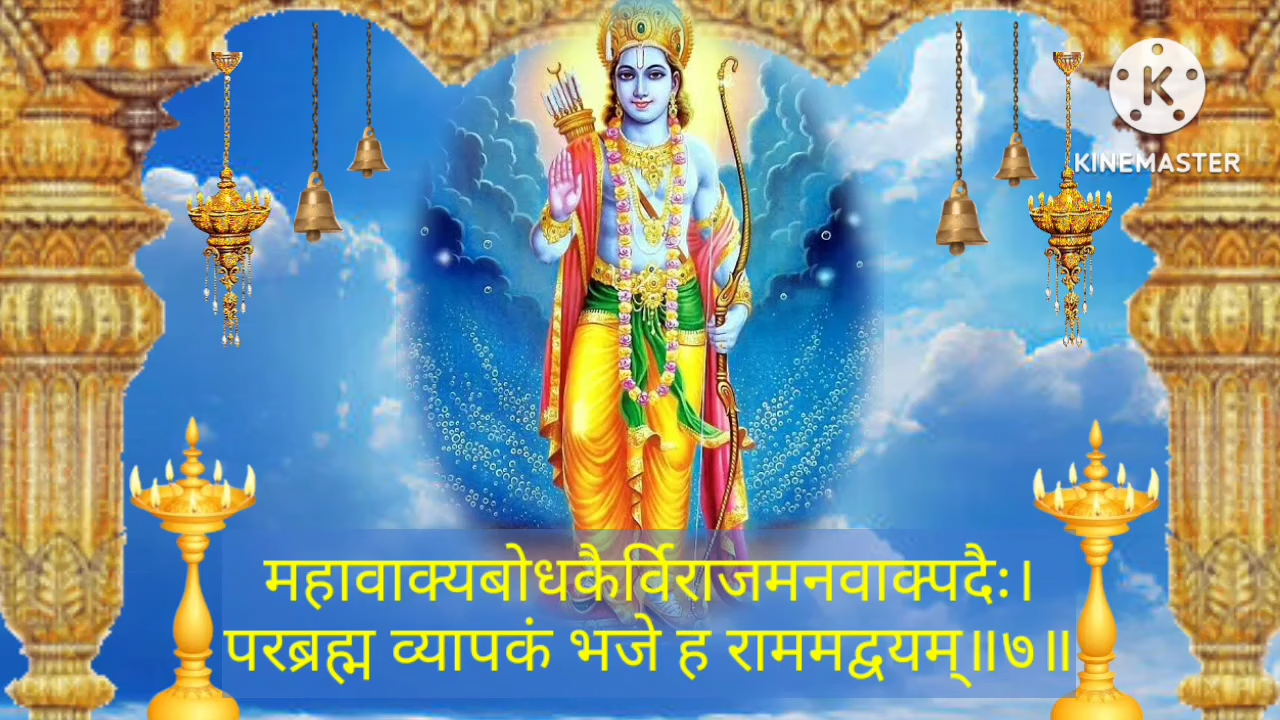 K
KINEMASTER
महावाक्यबोधकैर्विराजमनवाक्पदैः।
परब्रह्म व्यापकं भजे ह राममद्वयम्॥७॥